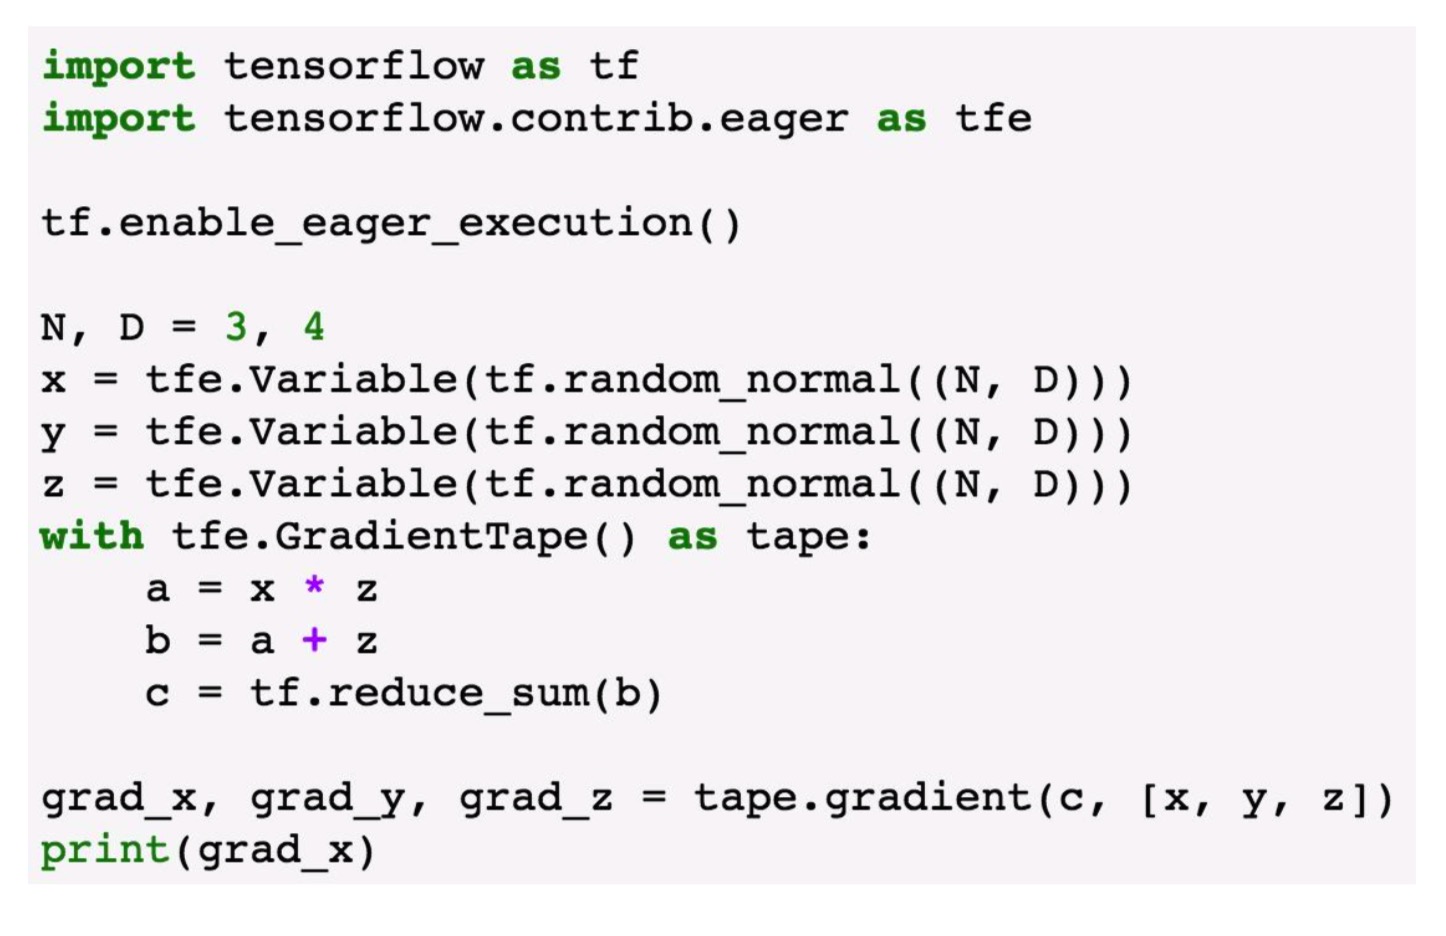 import tensorflow as tf
import tensorflow.contrib.eager as tfe
tf.enable_eager_execution()
N, D = 3, 4
x = tfe.Variable(tf.random_normal((N, D)))
y = tfe.Variable(tf.random_normal((N, D)))
z = tfe.Variable(tf.random_normal((N, D)))
with tfe.GradientTape() as tape:
    a = x * z
    b = a + z
    c = tf.reduce_sum(b)
grad_x, grad_y, grad_z = tape.gradient(c, [x, y, z])
print(grad_x)